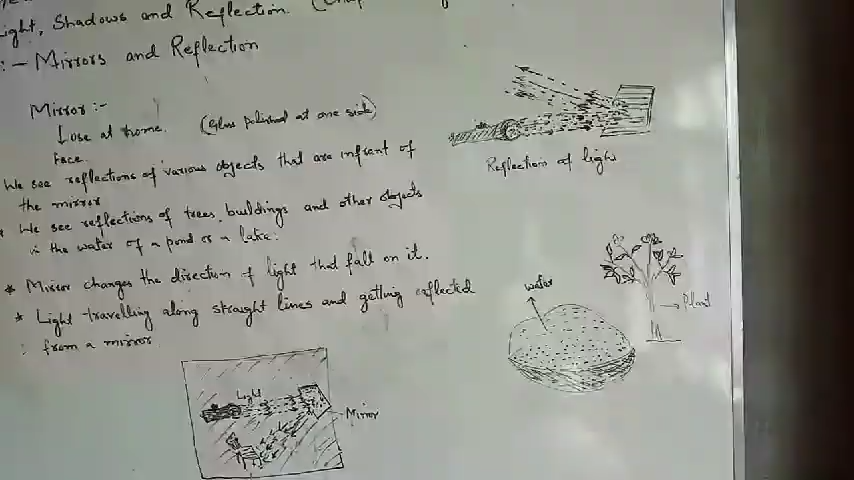 ight, Shadows and Reflection.
:- Mirrors and Reflection
Mirror:-
Use at home. (Glass polished at one side)
Face.
We see reflections of various objects that are infront of
the mirror
* We see reflections of trees, buildings and other objects
in the water of a pond or a lake.
* Mirror changes the direction of light that fall on it.
* Light travelling along straight lines and getting reflected
: from a mirror.
Reflection of light
water
Plant
Light
Mirror